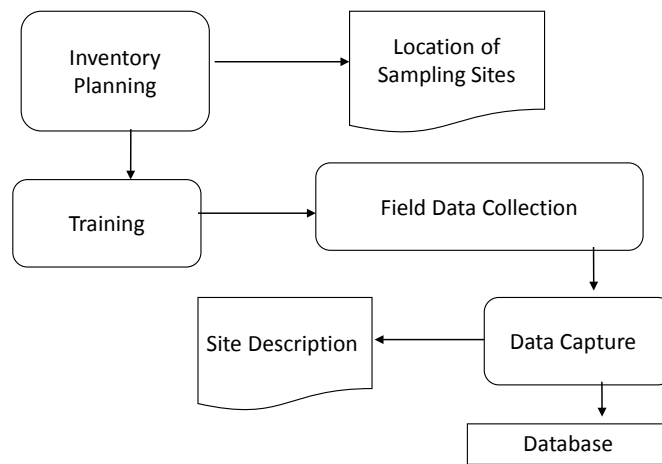 Inventory
Planning
Location of
Sampling Sites
Training
Field Data Collection
Site Description
Data Capture
Database